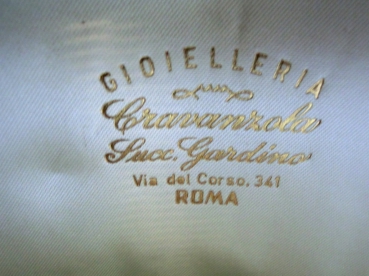 GIOIELLERIA
Cravanzola
Succ. Gardino
Via del Corso, 341
ROMA